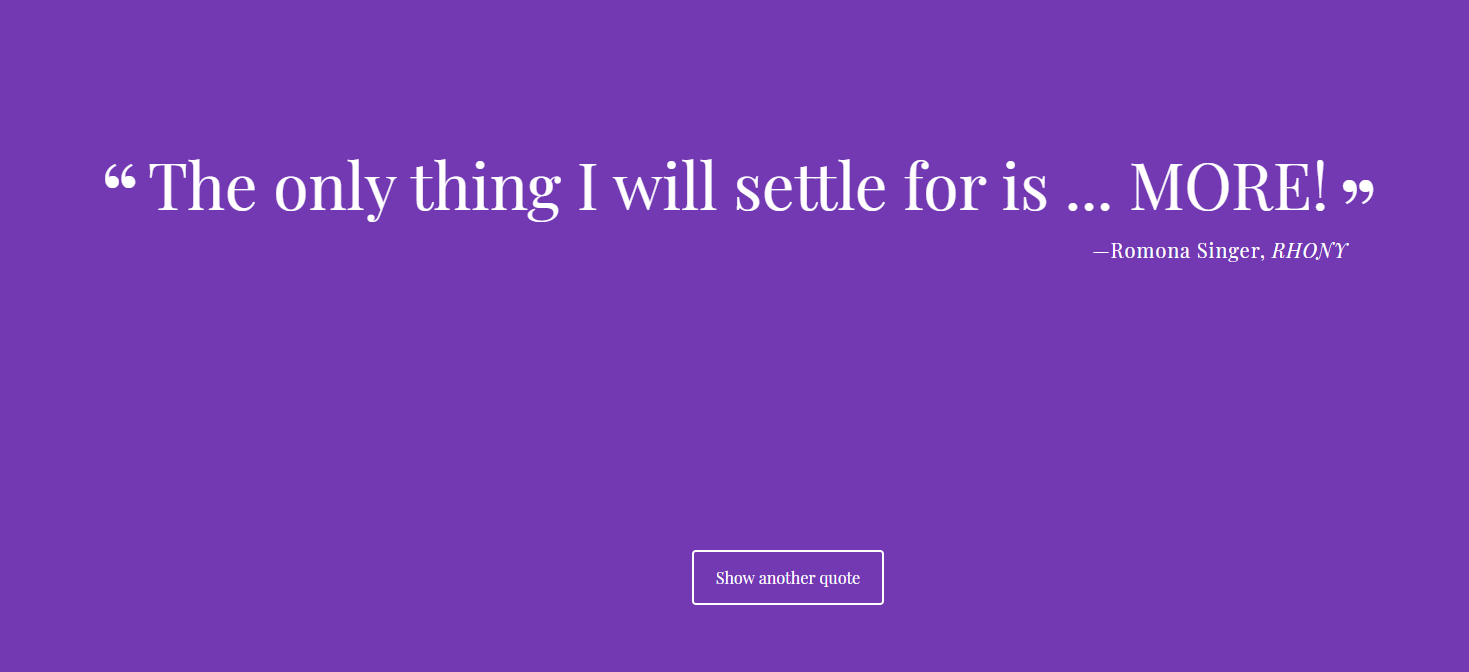 “ The only thing I will settle for is ... MORE! ”
—Romona Singer, RHONY
Show another quote